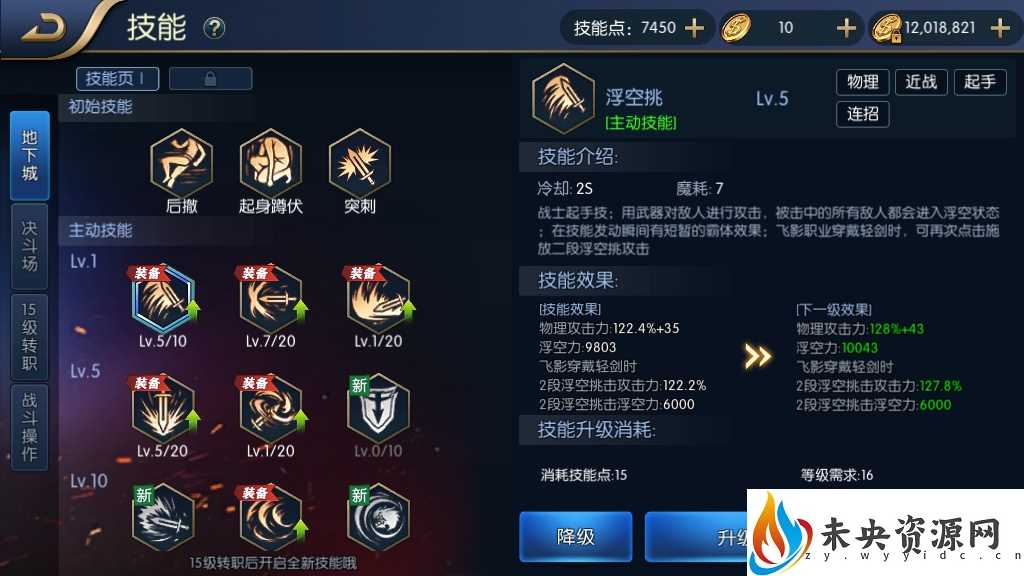 技能 ?
技能点: 7450 +
10 +
12,018,821 +
技能页 I
地下城
决斗场
15级转职
战斗操作
初始技能
后撤 起身蹲伏 突刺
主动技能
Lv.1
装备 装备 装备
Lv.5/10 Lv.7/20 Lv.1/20
Lv.5
装备 装备 新
Lv.5/20 Lv.1/20 Lv.0/10
Lv.10
新 装备 新
15级转职后开启全新技能哦
浮空挑 Lv.5
[主动技能]
物理 近战 起手
连招
技能介绍:
冷却: 2S 魔耗: 7
战士起手技；用武器对敌人进行攻击，被击中的所有敌人都会进入浮空状态
；在技能发动瞬间有短暂的霸体效果；飞影职业穿戴轻剑时，可再次点击施
放二段浮空挑攻击
技能效果:
[技能效果]
物理攻击力:122.4%+35
浮空力:9803
飞影穿戴轻剑时
2段浮空挑击攻击力:122.2%
2段浮空挑击浮空力:6000
[下一级效果]
物理攻击力:128%+43
浮空力:10043
飞影穿戴轻剑时
2段浮空挑击攻击力:127.8%
2段浮空挑击浮空力:6000
技能升级消耗:
消耗技能点:15 等级需求:16
降级 升级
未央资源网
zy.wyyidc.cn